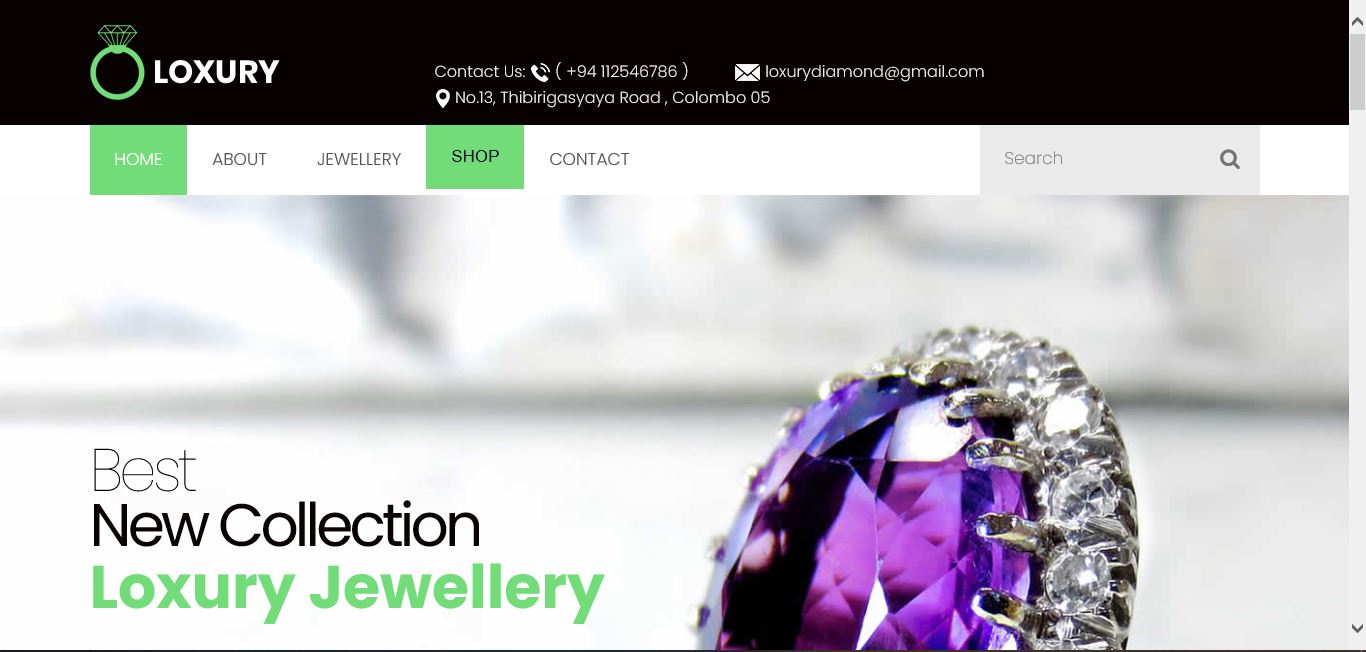 LOXURY
Contact Us: ( +94 112546786 ) loxurydiamond@gmail.com
No.13, Thibirigasyaya Road , Colombo 05
HOME ABOUT JEWELLERY SHOP CONTACT Search
Best
New Collection
Loxury Jewellery